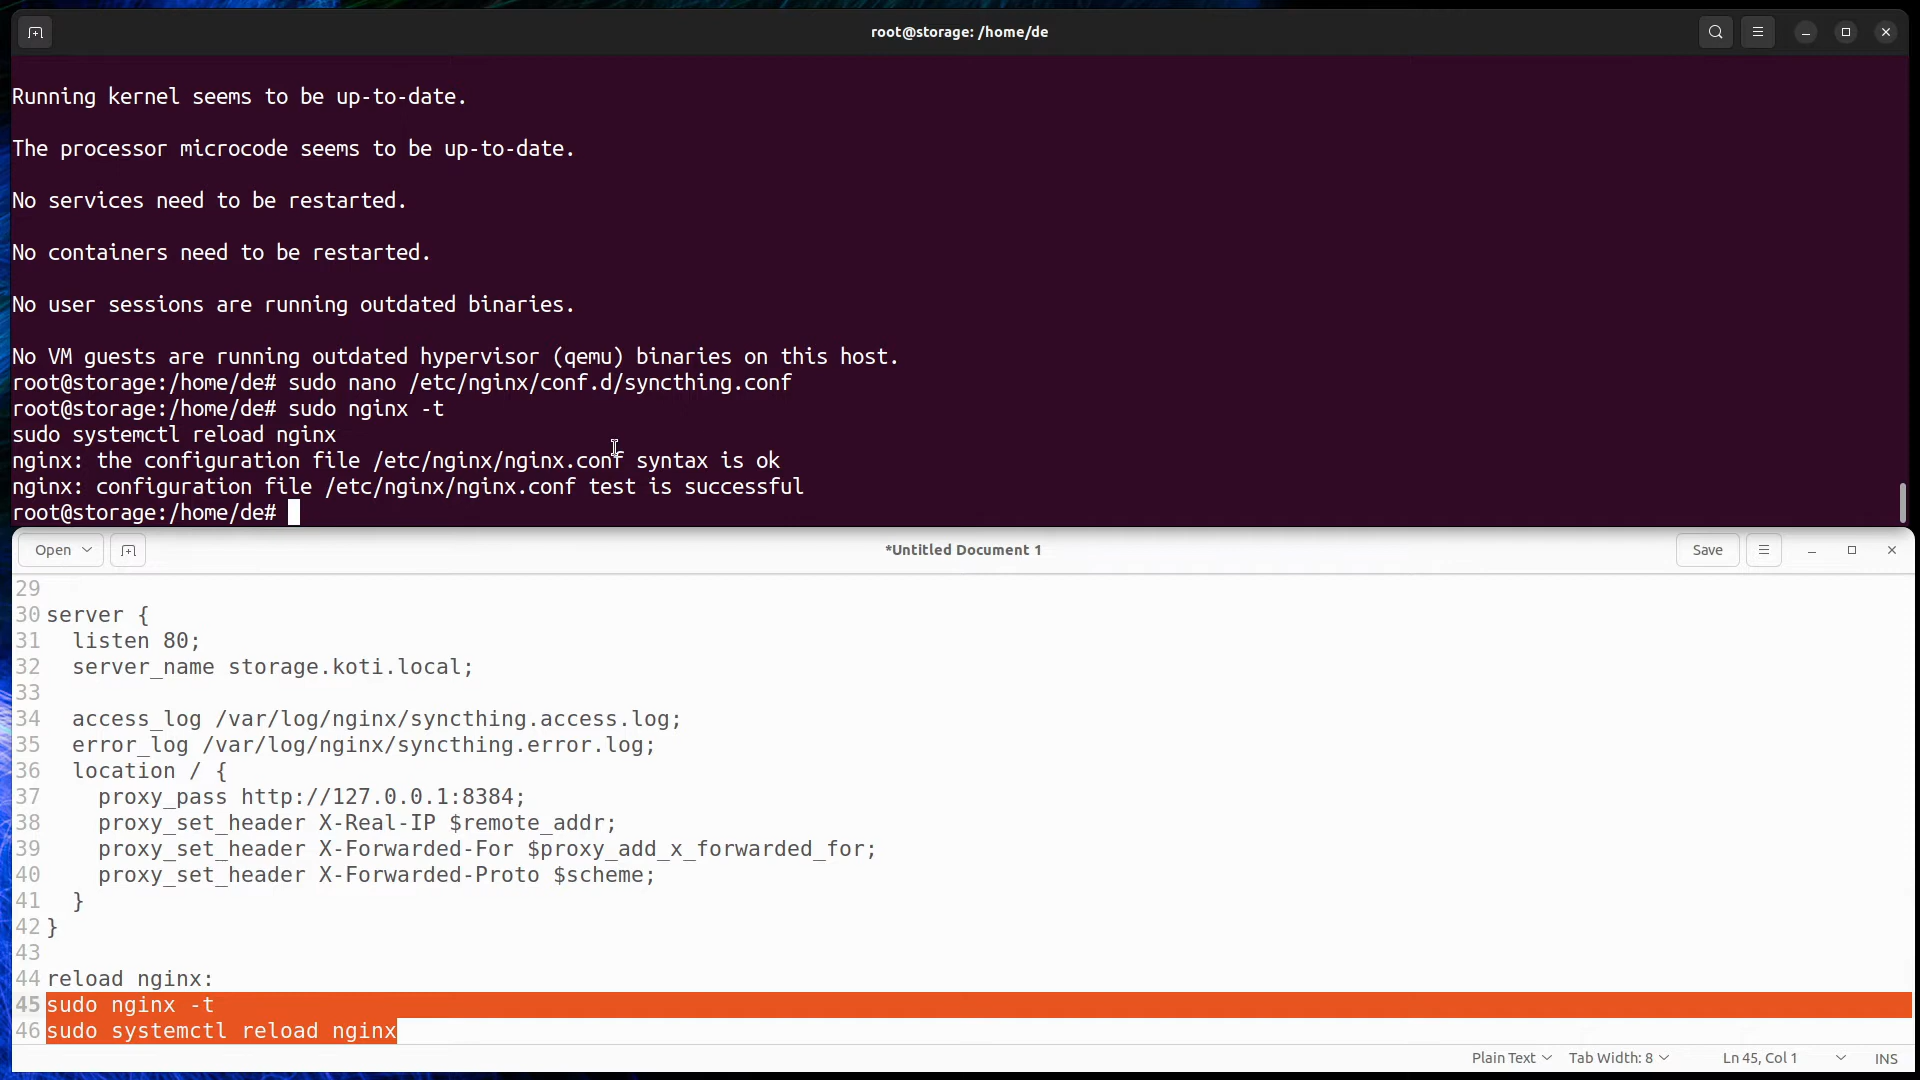 root@storage: /home/de
Running kernel seems to be up-to-date.
The processor microcode seems to be up-to-date.
No services need to be restarted.
No containers need to be restarted.
No user sessions are running outdated binaries.
No VM guests are running outdated hypervisor (qemu) binaries on this host.
root@storage:/home/de# sudo nano /etc/nginx/conf.d/syncthing.conf
root@storage:/home/de# sudo nginx -t
sudo systemctl reload nginx
nginx: the configuration file /etc/nginx/nginx.conf syntax is ok
nginx: configuration file /etc/nginx/nginx.conf test is successful
root@storage:/home/de#
Open *Untitled Document 1 Save
29
30 server {
31   listen 80;
32   server_name storage.koti.local;
33
34   access_log /var/log/nginx/syncthing.access.log;
35   error_log /var/log/nginx/syncthing.error.log;
36   location / {
37     proxy_pass http://127.0.0.1:8384;
38     proxy_set_header X-Real-IP $remote_addr;
39     proxy_set_header X-Forwarded-For $proxy_add_x_forwarded_for;
40     proxy_set_header X-Forwarded-Proto $scheme;
41   }
42 }
43
44 reload nginx:
45 sudo nginx -t
46 sudo systemctl reload nginx
Plain Text Tab Width: 8 Ln 45, Col 1 INS